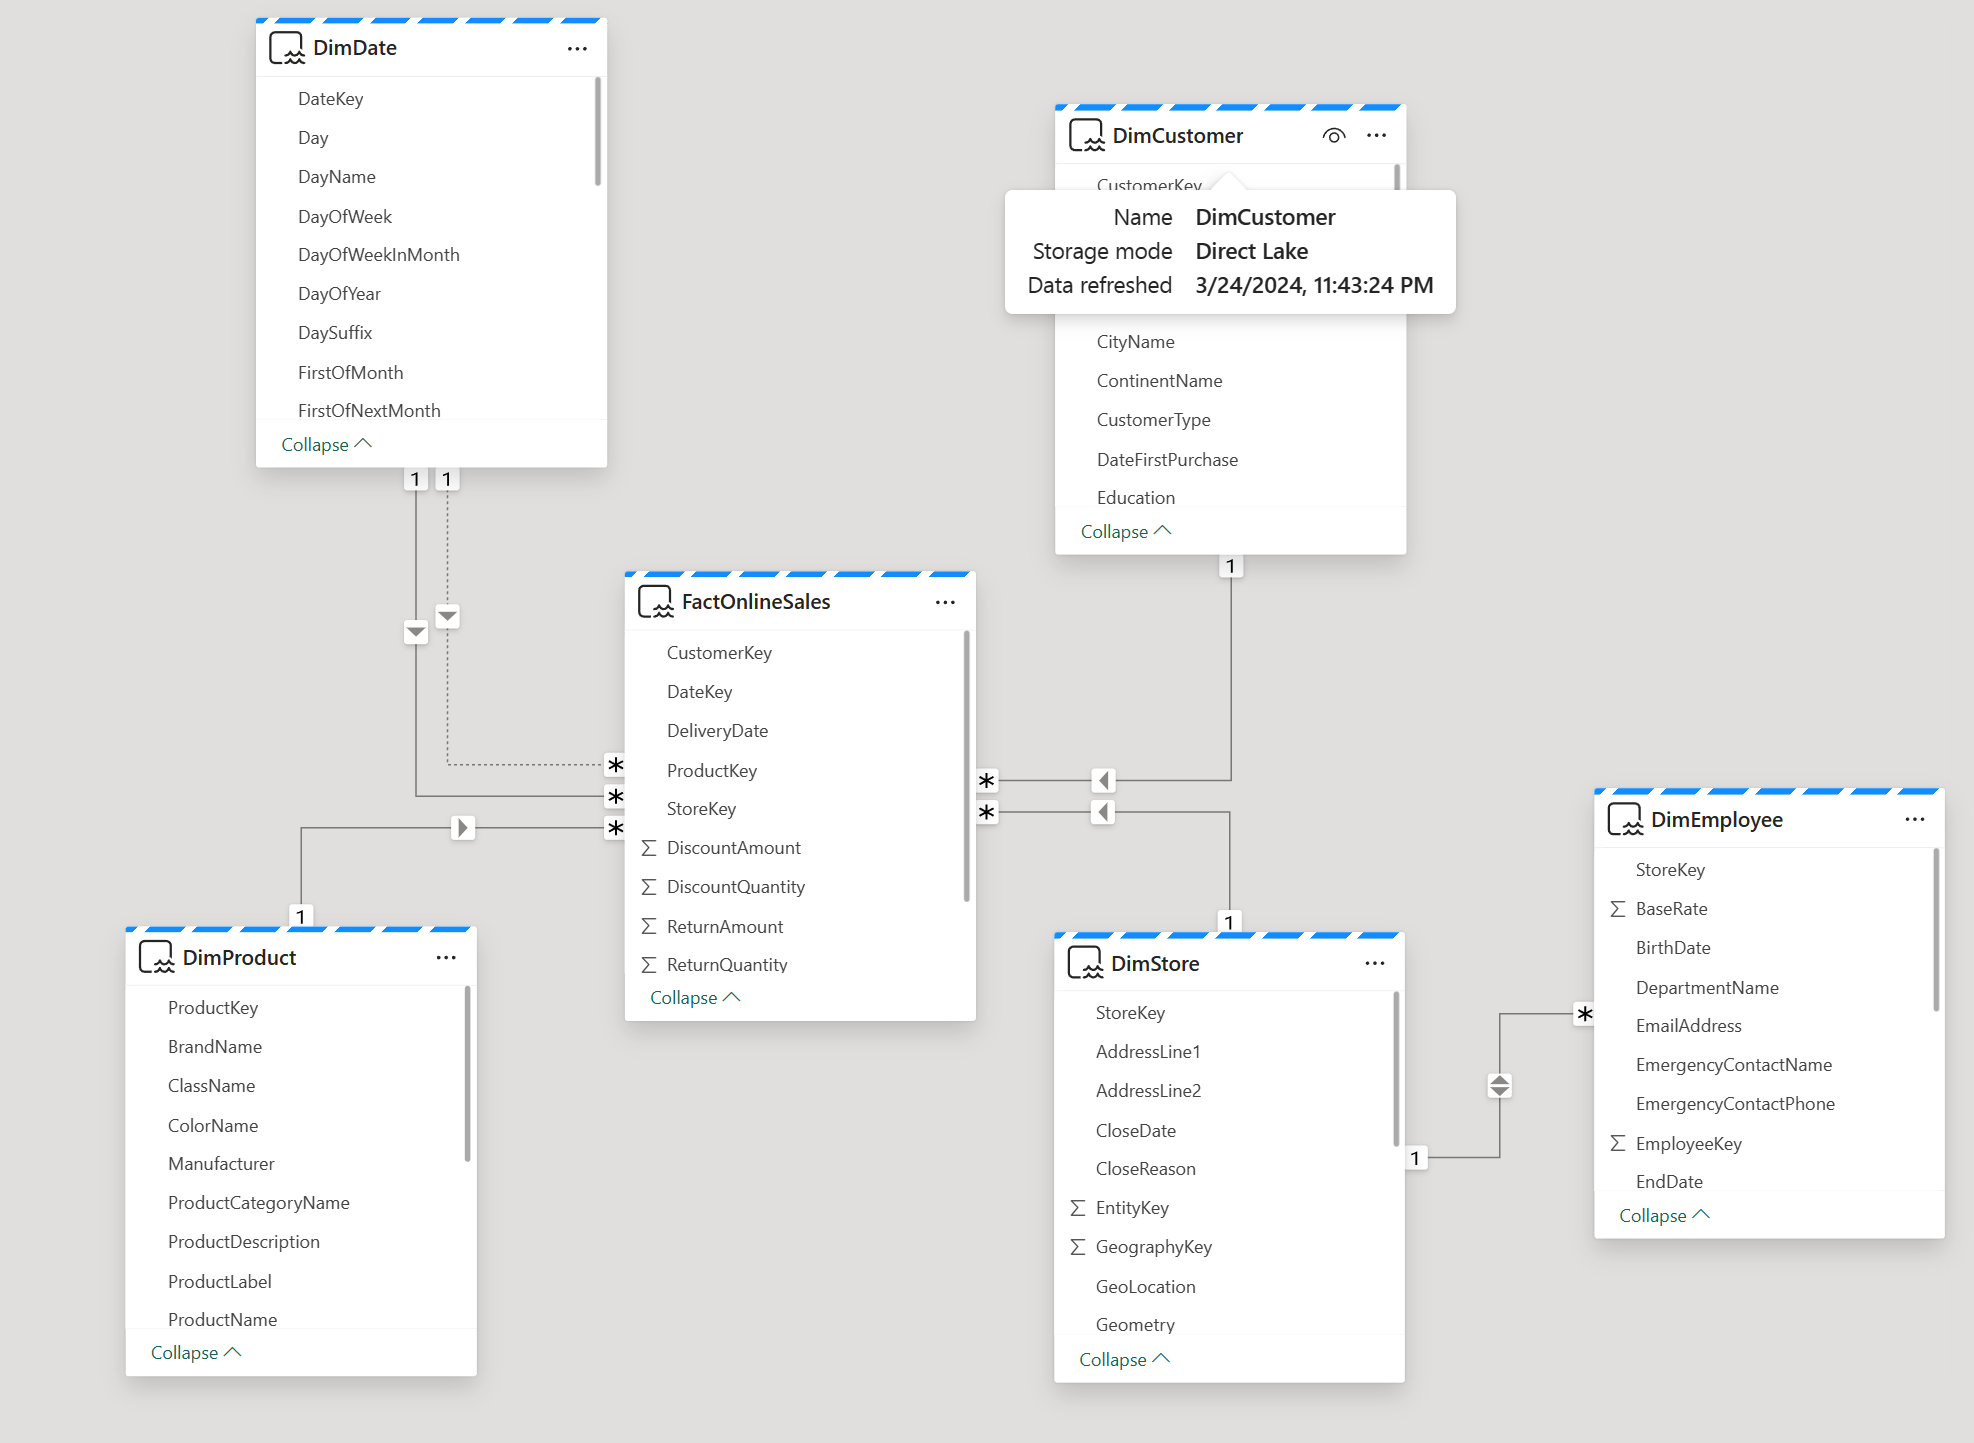 DimDate
DateKey
Day
DayName
DayOfWeek
DayOfWeekInMonth
DayOfYear
DaySuffix
FirstOfMonth
FirstOfNextMonth
Collapse
1
1
DimCustomer
CustomerKey
Name DimCustomer
Storage mode Direct Lake
Data refreshed 3/24/2024, 11:43:24 PM
CityName
ContinentName
CustomerType
DateFirstPurchase
Education
Collapse
1
FactOnlineSales
CustomerKey
DateKey
DeliveryDate
ProductKey
StoreKey
∑ DiscountAmount
∑ DiscountQuantity
∑ ReturnAmount
∑ ReturnQuantity
Collapse
*
*
*
*
*
1
DimProduct
ProductKey
BrandName
ClassName
ColorName
Manufacturer
ProductCategoryName
ProductDescription
ProductLabel
ProductName
Collapse
1
DimStore
StoreKey
AddressLine1
AddressLine2
CloseDate
CloseReason
∑ EntityKey
∑ GeographyKey
GeoLocation
Geometry
Collapse
1
*
DimEmployee
StoreKey
∑ BaseRate
BirthDate
DepartmentName
EmailAddress
EmergencyContactName
EmergencyContactPhone
∑ EmployeeKey
EndDate
Collapse